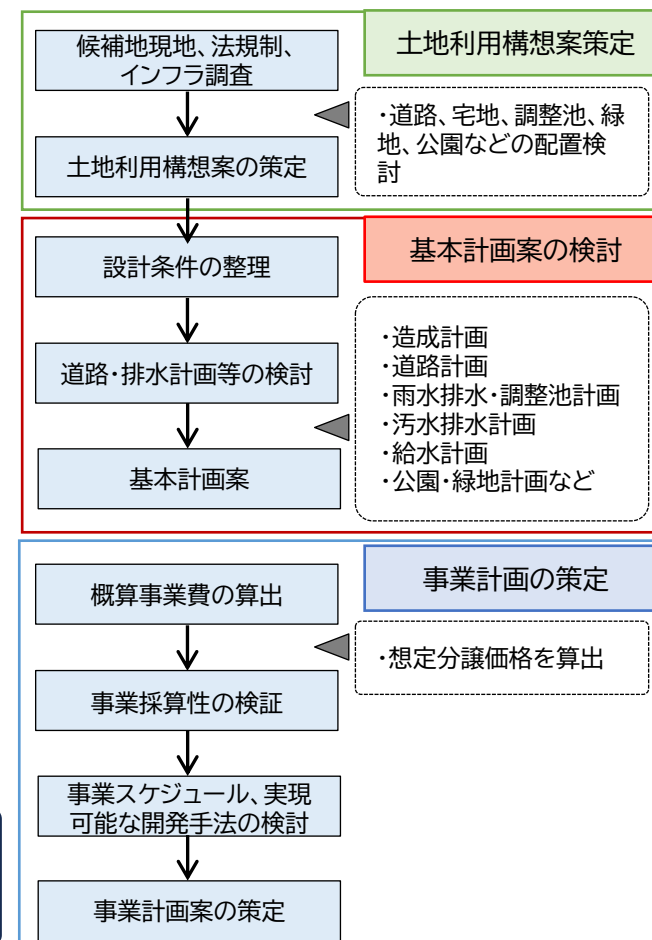 土地利用構想案策定
候補地現地、法規制、
インフラ調査
・道路、宅地、調整池、緑
地、公園などの配置検
討
土地利用構想案の策定
基本計画案の検討
設計条件の整理
道路・排水計画等の検討
・造成計画
・道路計画
・雨水排水・調整池計画
・汚水排水計画
・給水計画
・公園・緑地計画など
基本計画案
事業計画の策定
概算事業費の算出
・想定分譲価格を算出
事業採算性の検証
事業スケジュール、実現
可能な開発手法の検討
事業計画案の策定